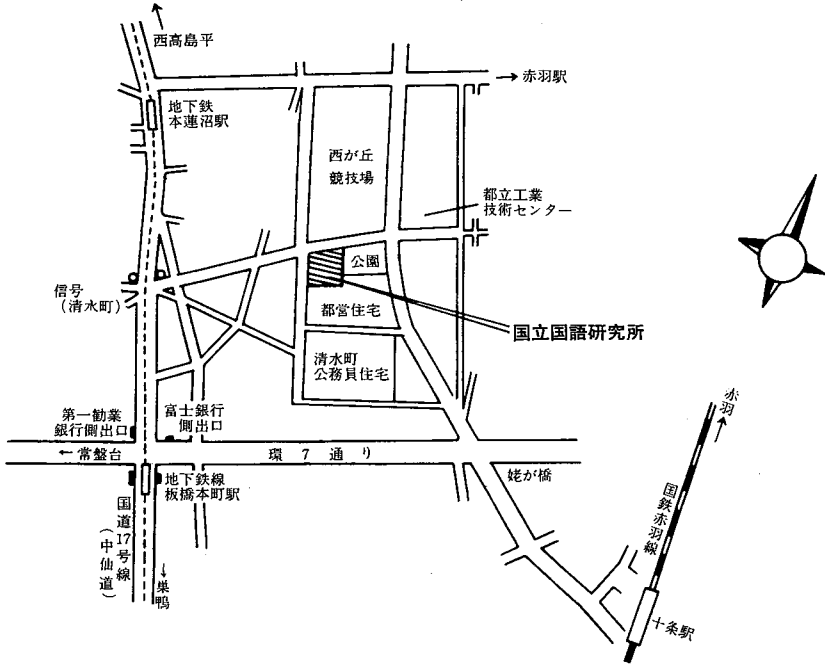 西高島平
→ 赤羽駅
地下鉄
本蓮沼駅
西が丘
競技場
都立工業
技術センター
公園
信号
(清水町)
都営住宅
国立国語研究所
清水町
公務員住宅
第一勧業
銀行側出口
富士銀行
側出口
赤羽
←常盤台
環7通り
姥が橋
地下鉄線
板橋本町駅
国道17号線
(中仙道)
→巣鴨
国鉄赤羽線
十条駅